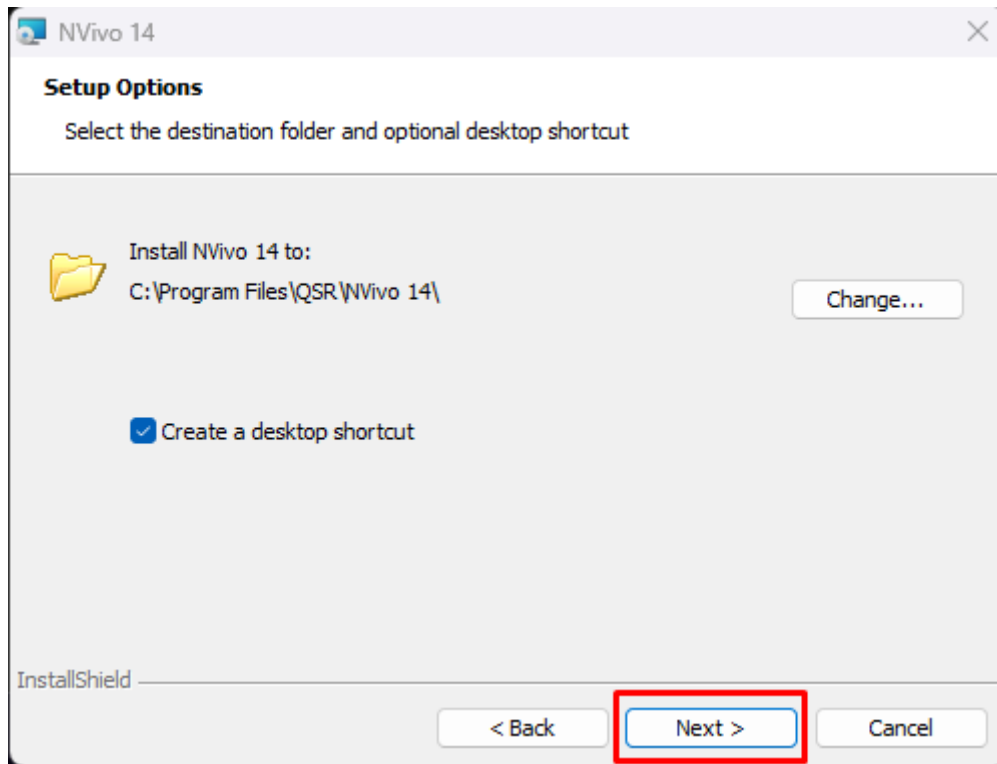 NVivo 14
Setup Options
Select the destination folder and optional desktop shortcut
Install NVivo 14 to:
C:\Program Files\QSR\NVivo 14\
Change...
Create a desktop shortcut
InstallShield
< Back
Next >
Cancel